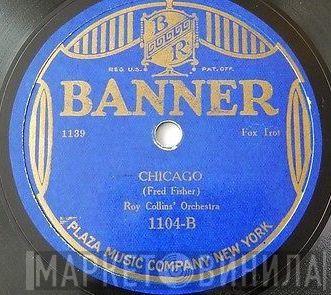 B
R
REG. U.S. PAT. OFF.
BANNER
1139 Fox Trot
CHICAGO
(Fred Fisher)
Roy Collins' Orchestra
1104-B
PLAZA MUSIC COMPANY, NEW YORK
МАРКЕТ ВИНИЛА